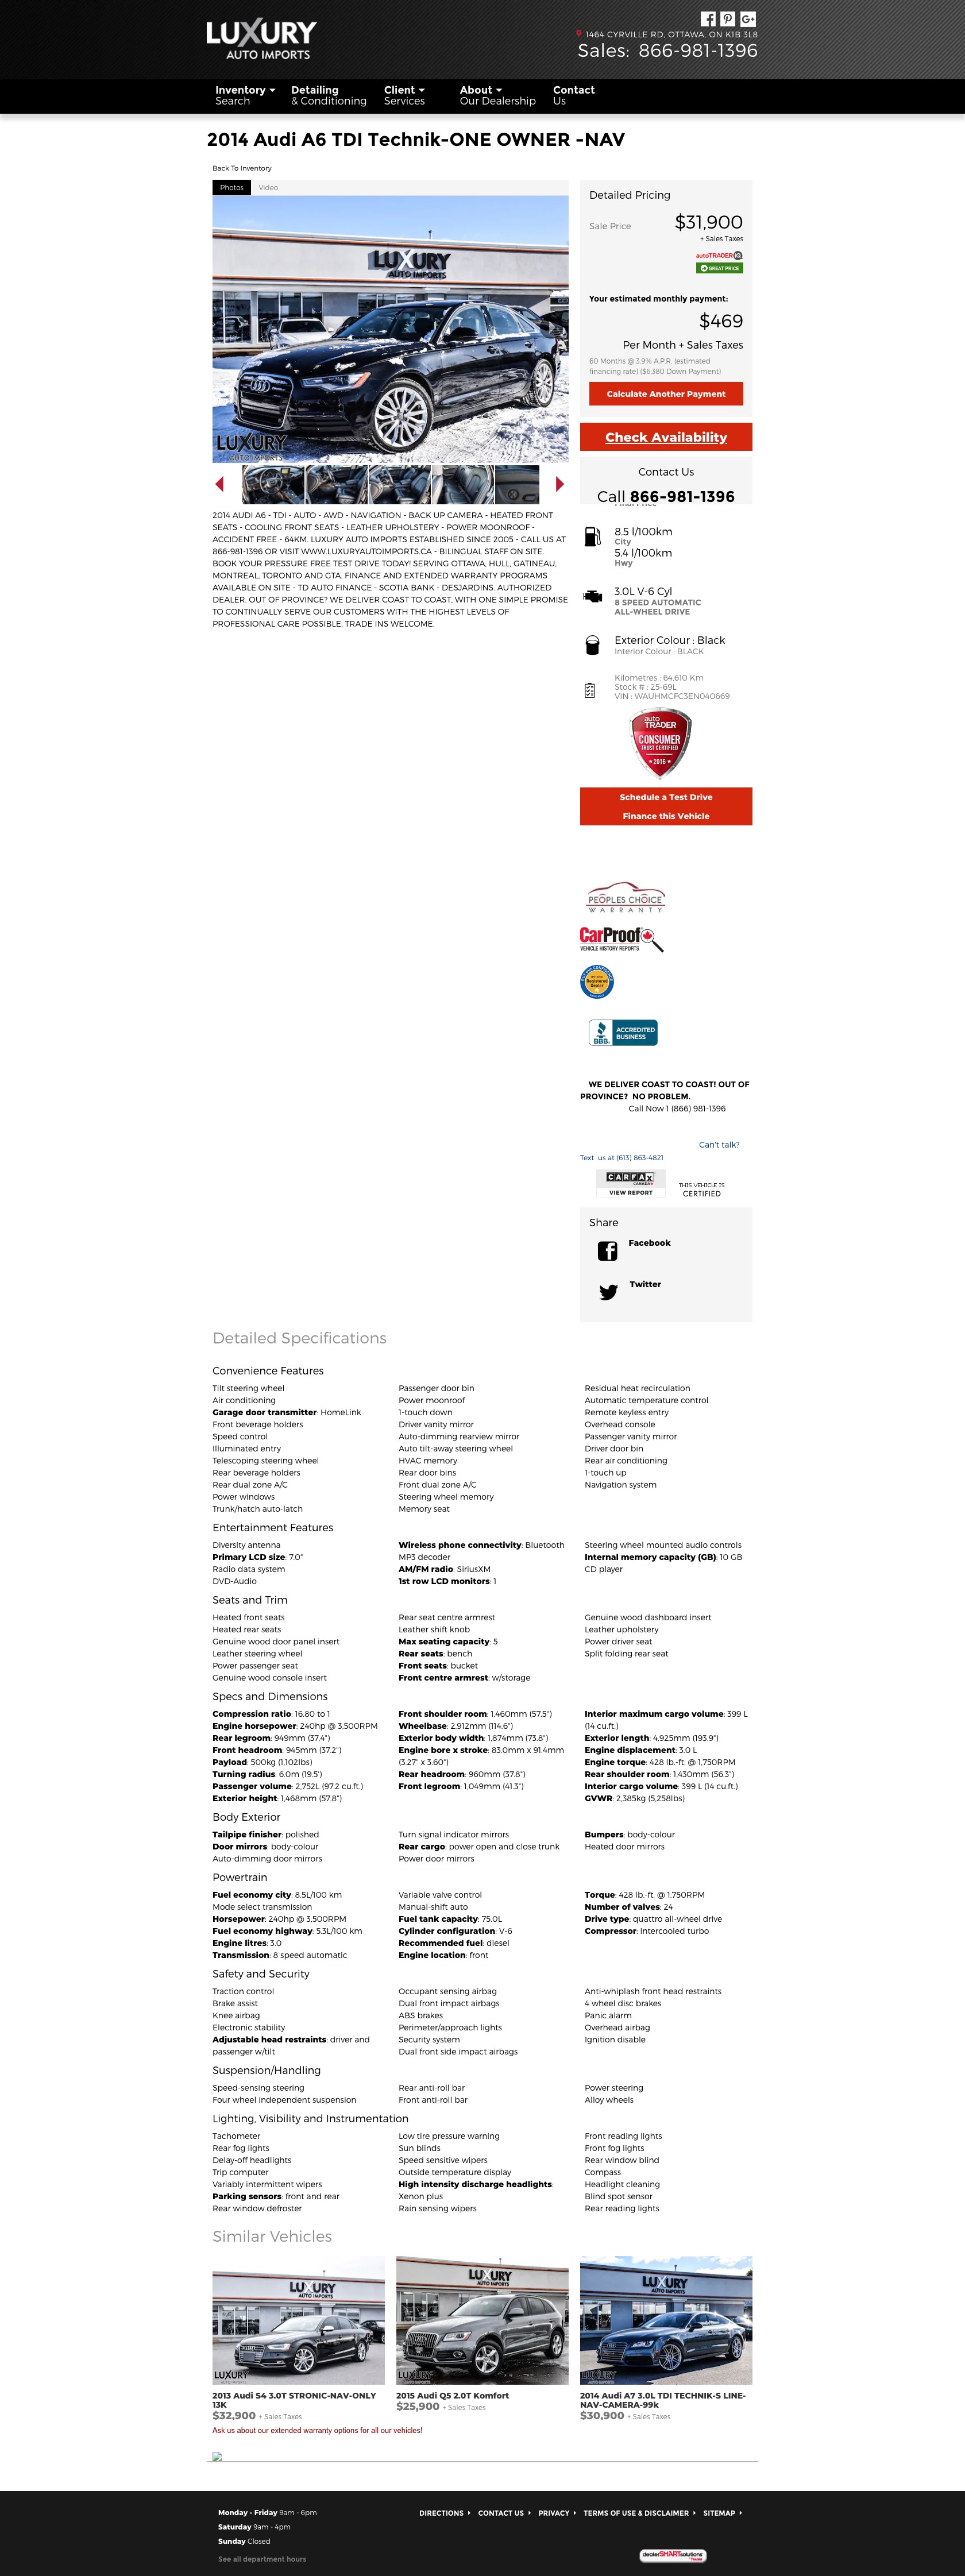 LUXURY
AUTO IMPORTS
1464 CYRVILLE RD, OTTAWA, ON K1B 3L8
Sales: 866-981-1396
Inventory
Search
Detailing
& Conditioning
Client
Services
About
Our Dealership
Contact
Us
2014 Audi A6 TDI Technik-ONE OWNER -NAV
Back To Inventory
Photos
Video
LUXURY
AUTO IMPORTS
LUXURY
AUTO IMPORTS
2014 AUDI A6 - TDI - AUTO - AWD - NAVIGATION - BACK UP CAMERA - HEATED FRONT
SEATS - COOLING FRONT SEATS - LEATHER UPHOLSTERY - POWER MOONROOF -
ACCIDENT FREE - 64KM. LUXURY AUTO IMPORTS ESTABLISHED SINCE 2005 - CALL US AT
866-981-1396 OR VISIT WWW.LUXURYAUTOIMPORTS.CA - BILINGUAL STAFF ON SITE.
BOOK YOUR PRESSURE FREE TEST DRIVE TODAY! SERVING OTTAWA, HULL, GATINEAU,
MONTREAL, TORONTO AND GTA. FINANCE AND EXTENDED WARRANTY PROGRAMS
AVAILABLE ON SITE - TD AUTO FINANCE - SCOTIA BANK - DESJARDINS. AUTHORIZED
DEALER. OUT OF PROVINCE? WE DELIVER COAST TO COAST. WITH ONE SIMPLE PROMISE
TO CONTINUALLY SERVE OUR CUSTOMERS WITH THE HIGHEST LEVELS OF
PROFESSIONAL CARE POSSIBLE. TRADE INS WELCOME.
Detailed Pricing
Sale Price
$31,900
+ Sales Taxes
autoTRADER
GREAT PRICE
Your estimated monthly payment:
$469
Per Month + Sales Taxes
60 Months @ 3.9% A.P.R. (estimated
financing rate) ($6,380 Down Payment)
Calculate Another Payment
Check Availability
Contact Us
Call 866-981-1396
8.5 l/100km
City
5.4 l/100km
Hwy
3.0L V-6 Cyl
8 SPEED AUTOMATIC
ALL-WHEEL DRIVE
Exterior Colour : Black
Interior Colour : BLACK
Kilometres : 64,610 Km
Stock # : 25-69L
VIN : WAUHMCFC3EN040669
auto
TRADER
CONSUMER
TRUST CERTIFIED
• 2016 •
Schedule a Test Drive
Finance this Vehicle
PEOPLES CHOICE
WARRANTY
CarProof
VEHICLE HISTORY REPORTS
Registered
Dealer
BBB.
ACCREDITED
BUSINESS
WE DELIVER COAST TO COAST! OUT OF
PROVINCE? NO PROBLEM.
Call Now 1 (866) 981-1396
Can't talk?
Text us at (613) 863-4821
CARFAX
CANADA
VIEW REPORT
THIS VEHICLE IS
CERTIFIED
Share
Facebook
Twitter
Detailed Specifications
Convenience Features
Tilt steering wheel
Air conditioning
Garage door transmitter: HomeLink
Front beverage holders
Speed control
Illuminated entry
Telescoping steering wheel
Rear beverage holders
Rear dual zone A/C
Power windows
Trunk/hatch auto-latch
Passenger door bin
Power moonroof
1-touch down
Driver vanity mirror
Auto-dimming rearview mirror
Auto tilt-away steering wheel
HVAC memory
Rear door bins
Front dual zone A/C
Steering wheel memory
Memory seat
Residual heat recirculation
Automatic temperature control
Remote keyless entry
Overhead console
Passenger vanity mirror
Driver door bin
Rear air conditioning
1-touch up
Navigation system
Entertainment Features
Diversity antenna
Primary LCD size: 7.0"
Radio data system
DVD-Audio
Wireless phone connectivity: Bluetooth
MP3 decoder
AM/FM radio: SiriusXM
1st row LCD monitors: 1
Steering wheel mounted audio controls
Internal memory capacity (GB): 10 GB
CD player
Seats and Trim
Heated front seats
Heated rear seats
Genuine wood door panel insert
Leather steering wheel
Power passenger seat
Genuine wood console insert
Rear seat centre armrest
Leather shift knob
Max seating capacity: 5
Rear seats: bench
Front seats: bucket
Front centre armrest: w/storage
Genuine wood dashboard insert
Leather upholstery
Power driver seat
Split folding rear seat
Specs and Dimensions
Compression ratio: 16.80 to 1
Engine horsepower: 240hp @ 3,500RPM
Rear legroom: 949mm (37.4")
Front headroom: 945mm (37.2")
Payload: 500kg (1,102lbs)
Turning radius: 6.0m (19.5')
Passenger volume: 2,752L (97.2 cu.ft.)
Exterior height: 1,468mm (57.8")
Front shoulder room: 1,460mm (57.5")
Wheelbase: 2,912mm (114.6")
Exterior body width: 1,874mm (73.8")
Engine bore x stroke: 83.0mm x 91.4mm
(3.27" x 3.60")
Rear headroom: 960mm (37.8")
Front legroom: 1,049mm (41.3")
Interior maximum cargo volume: 399 L
(14 cu.ft.)
Exterior length: 4,925mm (193.9")
Engine displacement: 3.0 L
Engine torque: 428 lb.-ft. @ 1,750RPM
Rear shoulder room: 1,430mm (56.3")
Interior cargo volume: 399 L (14 cu.ft.)
GVWR: 2,385kg (5,258lbs)
Body Exterior
Tailpipe finisher: polished
Door mirrors: body-colour
Auto-dimming door mirrors
Turn signal indicator mirrors
Rear cargo: power open and close trunk
Power door mirrors
Bumpers: body-colour
Heated door mirrors
Powertrain
Fuel economy city: 8.5L/100 km
Mode select transmission
Horsepower: 240hp @ 3,500RPM
Fuel economy highway: 5.3L/100 km
Engine litres: 3.0
Transmission: 8 speed automatic
Variable valve control
Manual-shift auto
Fuel tank capacity: 75.0L
Cylinder configuration: V-6
Recommended fuel: diesel
Engine location: front
Torque: 428 lb.-ft. @ 1,750RPM
Number of valves: 24
Drive type: quattro all-wheel drive
Compressor: intercooled turbo
Safety and Security
Traction control
Brake assist
Knee airbag
Electronic stability
Adjustable head restraints: driver and
passenger w/tilt
Occupant sensing airbag
Dual front impact airbags
ABS brakes
Perimeter/approach lights
Security system
Dual front side impact airbags
Anti-whiplash front head restraints
4 wheel disc brakes
Panic alarm
Overhead airbag
Ignition disable
Suspension/Handling
Speed-sensing steering
Four wheel independent suspension
Rear anti-roll bar
Front anti-roll bar
Power steering
Alloy wheels
Lighting, Visibility and Instrumentation
Tachometer
Rear fog lights
Delay-off headlights
Trip computer
Variably intermittent wipers
Parking sensors: front and rear
Rear window defroster
Low tire pressure warning
Sun blinds
Speed sensitive wipers
Outside temperature display
High intensity discharge headlights:
Xenon plus
Rain sensing wipers
Front reading lights
Front fog lights
Rear window blind
Compass
Headlight cleaning
Blind spot sensor
Rear reading lights
Similar Vehicles
LUXURY
AUTO IMPORTS
LUXURY
LUXURY
AUTO IMPORTS
LUXURY
LUXURY
AUTO IMPORTS
LUXURY
2013 Audi S4 3.0T STRONIC-NAV-ONLY
13K
$32,900 + Sales Taxes
2015 Audi Q5 2.0T Komfort
$25,900 + Sales Taxes
2014 Audi A7 3.0L TDI TECHNIK-S LINE-
NAV-CAMERA-99k
$30,900 + Sales Taxes
Ask us about our extended warranty options for all our vehicles!
Monday - Friday 9am - 6pm
Saturday 9am - 4pm
Sunday Closed
See all department hours
DIRECTIONS
CONTACT US
PRIVACY
TERMS OF USE & DISCLAIMER
SITEMAP
dealerSMARTsolutions